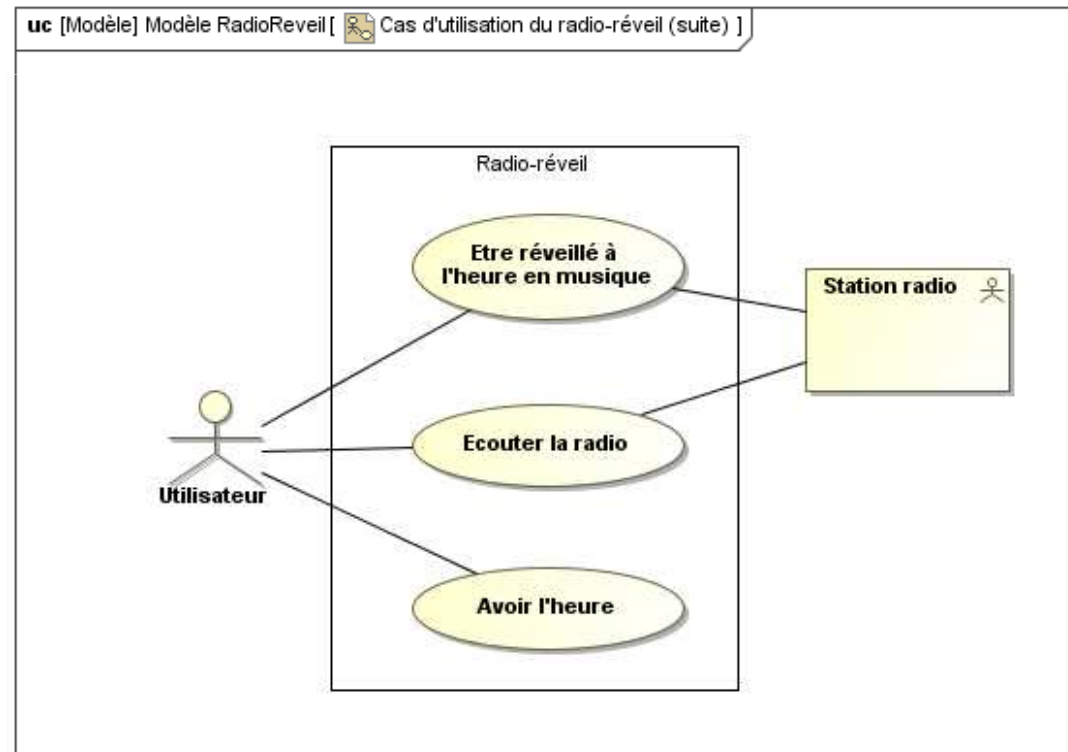 uc [Modèle] Modèle RadioReveil [ Cas d'utilisation du radio-réveil (suite) ]
Radio-réveil
Etre réveillé à
l'heure en musique
Station radio
Ecouter la radio
Utilisateur
Avoir l'heure